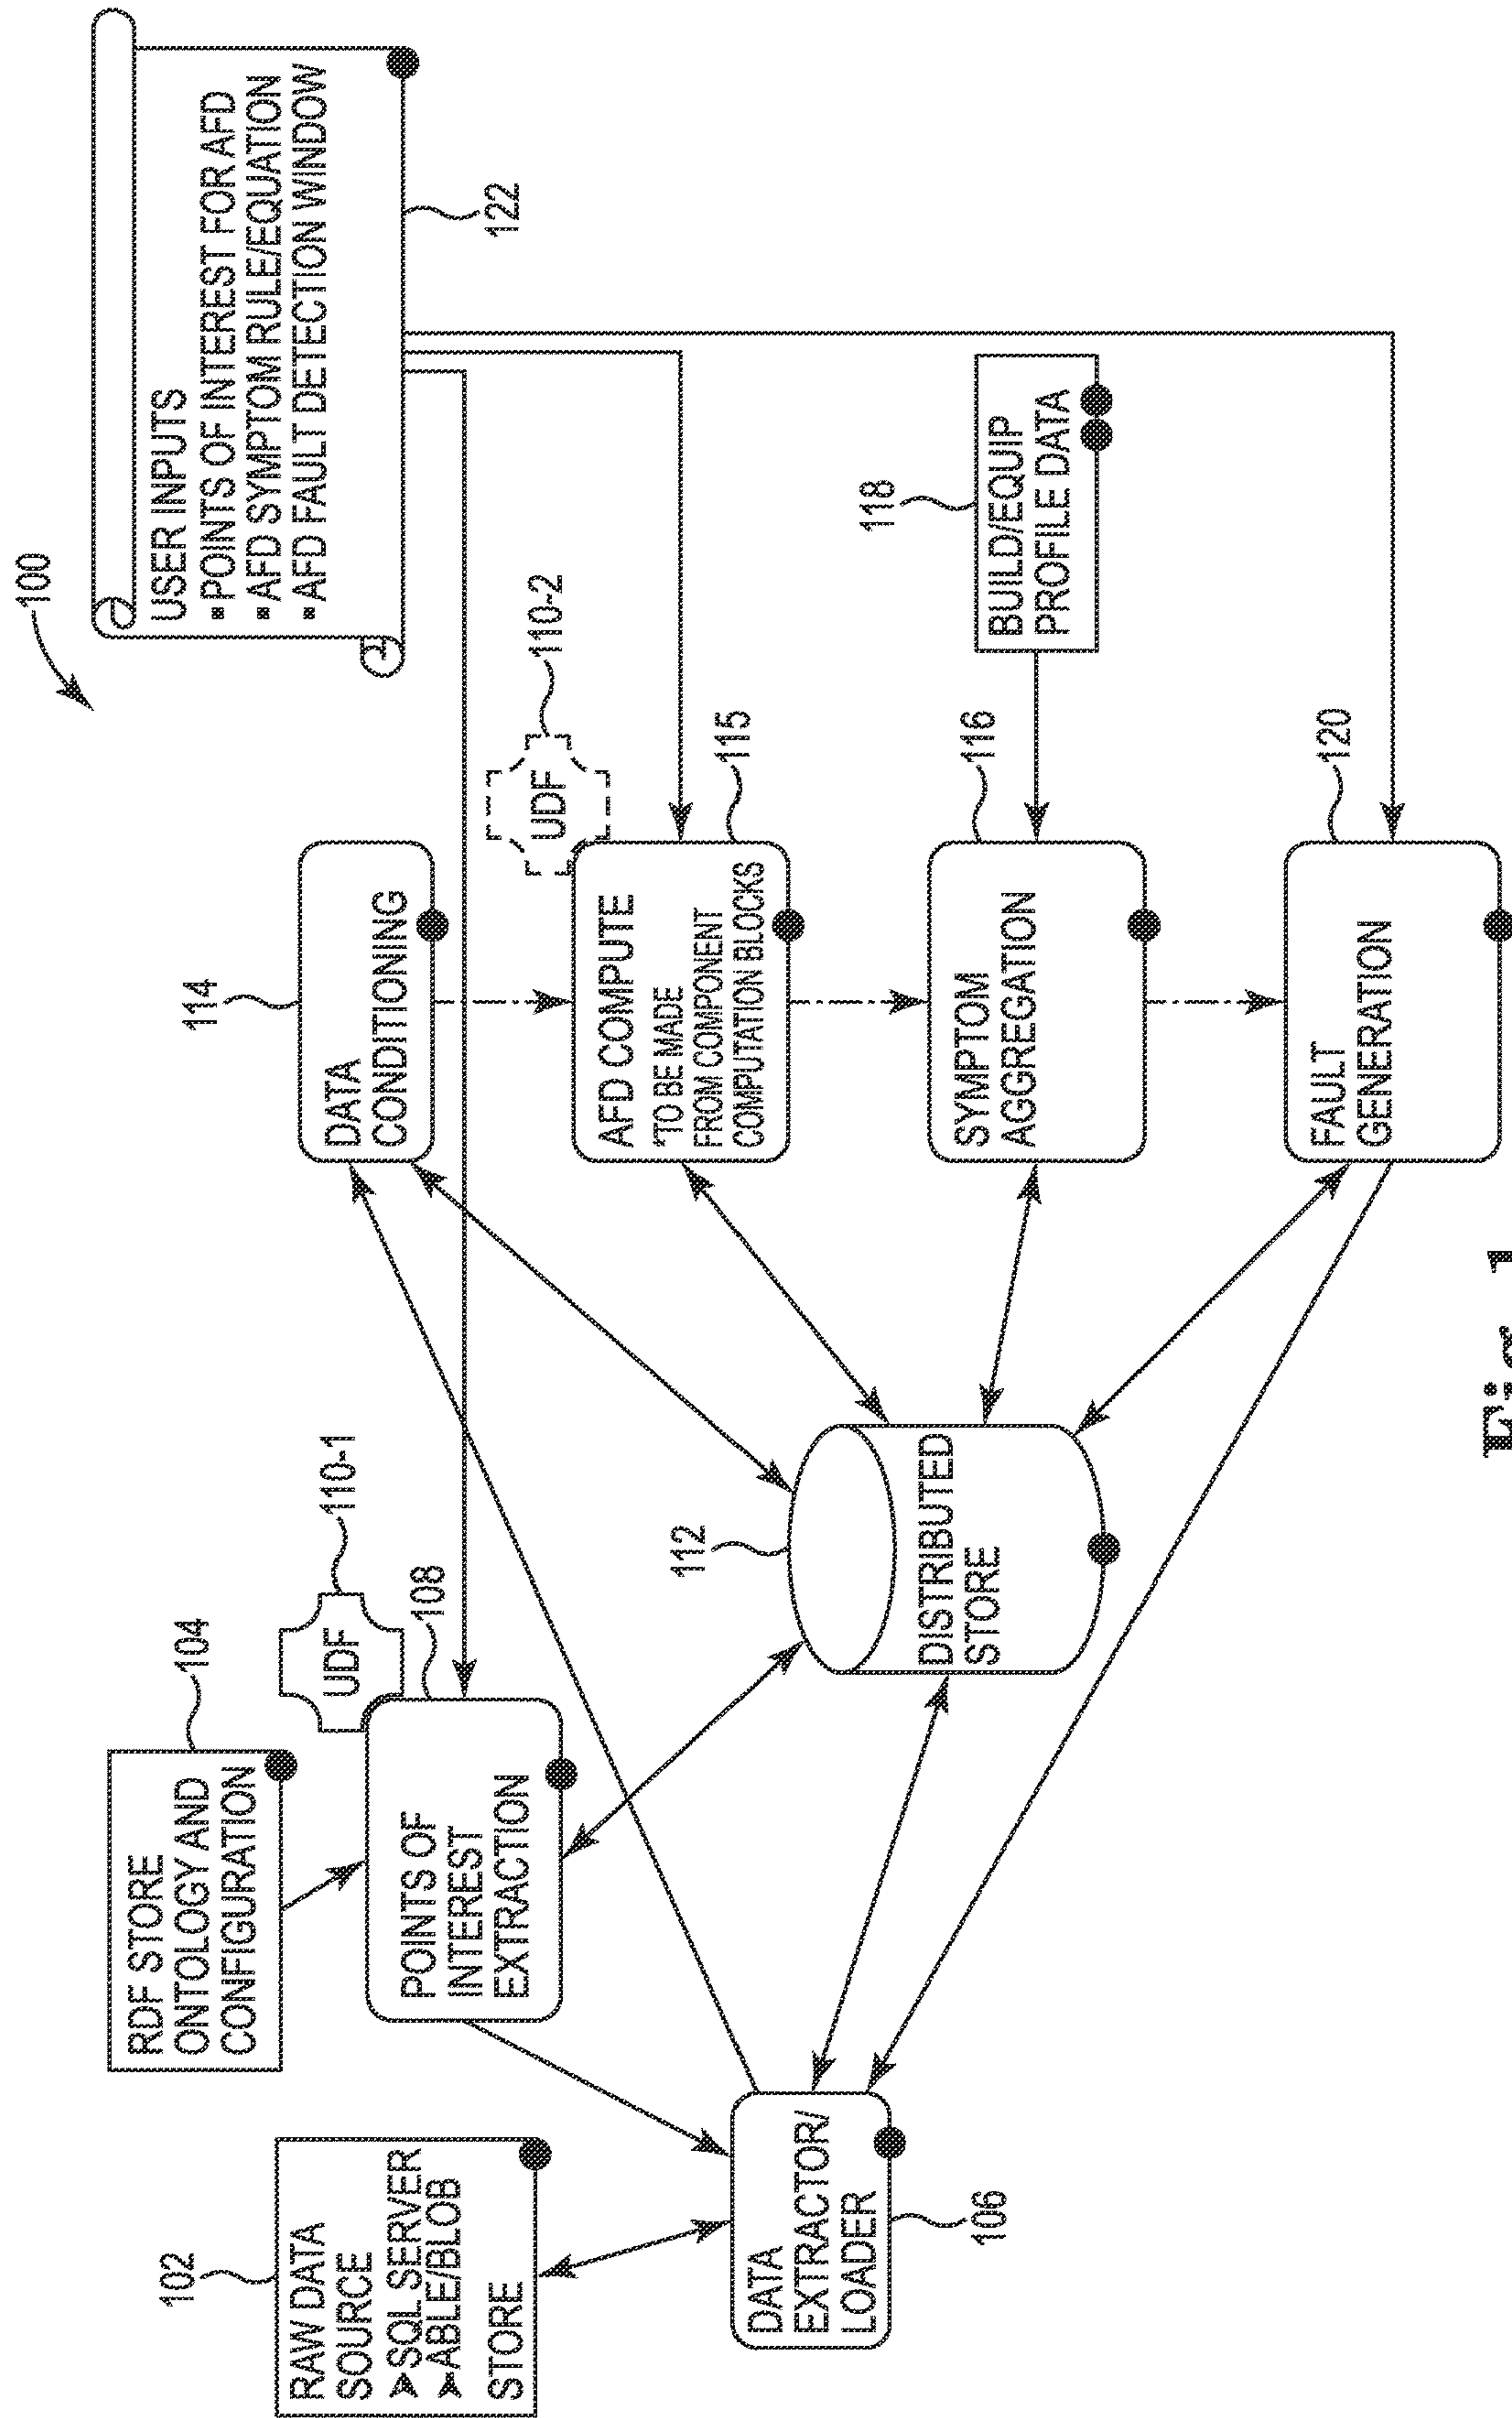 100
USER INPUTS
▪ POINTS OF INTEREST FOR AFD
▪ AFD SYMPTOM RULE/EQUATION
▪ AFD FAULT DETECTION WINDOW
122
104
RDF STORE
ONTOLOGY AND
CONFIGURATION
110-1
UDF
108
POINTS OF
INTEREST
EXTRACTION
102
RAW DATA
SOURCE
➤SQL SERVER
➤ABLE/BLOB
STORE
DATA
EXTRACTOR/
LOADER
106
112
DISTRIBUTED
STORE
114
DATA
CONDITIONING
110-2
UDF
115
AFD COMPUTE
'TO BE MADE
FROM COMPONENT
COMPUTATION BLOCKS
116
SYMPTOM
AGGREGATION
118
BUILD/EQUIP
PROFILE DATA
120
FAULT
GENERATION
Fig. 1